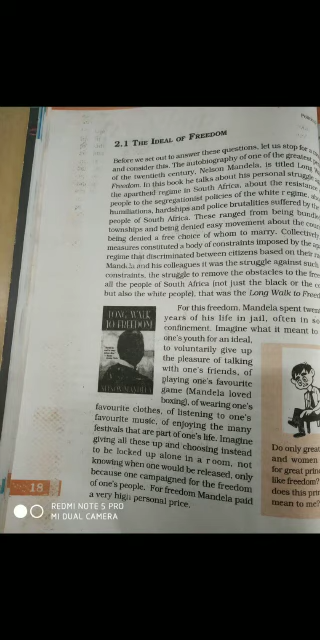 2.1 THE IDEAL OF FREEDOM
Before we set out to answer these questions, let us stop for a
and consider this. The autobiography of one of the greatest
of the twentieth century, Nelson Mandela, is titled Long
Freedom. In this book he talks about his personal struggle
the apartheid regime in South Africa, about the resistance
people to the segregationist policies of the white regime,
humiliations, hardships and police brutalities suffered by the
people of South Africa. These ranged from being bundled
townships and being denied easy movement about the
being denied a free choice of whom to marry. Collectively
measures constituted a body of constraints imposed by the
regime that discriminated between citizens based on their
Mandela and his colleagues it was the struggle against such
constraints, the struggle to remove the obstacles to the
all the people of South Africa (not just the black or the
but also the white people), that was the Long Walk to
For this freedom, Mandela spent
years of his life in jail, often in
confinement. Imagine what it meant to
one's youth for an ideal,
to voluntarily give up
the pleasure of talking
with one's friends, of
playing one's favourite
game (Mandela loved
boxing), of wearing one's
favourite clothes, of listening to one's
favourite music, of enjoying the many
festivals that are part of one's life. Imagine
giving all these up and choosing instead
to be locked up alone in a room, not
knowing when one would be released, only
because one campaigned for the freedom
of one's people. For freedom Mandela paid
a very high personal price.
LONG WALK
TO FREEDOM
NELSON MANDELA
Do only great
and women
for great
like freedom?
does this
mean to me?
18
REDMI NOTE 5 PRO
MI DUAL CAMERA